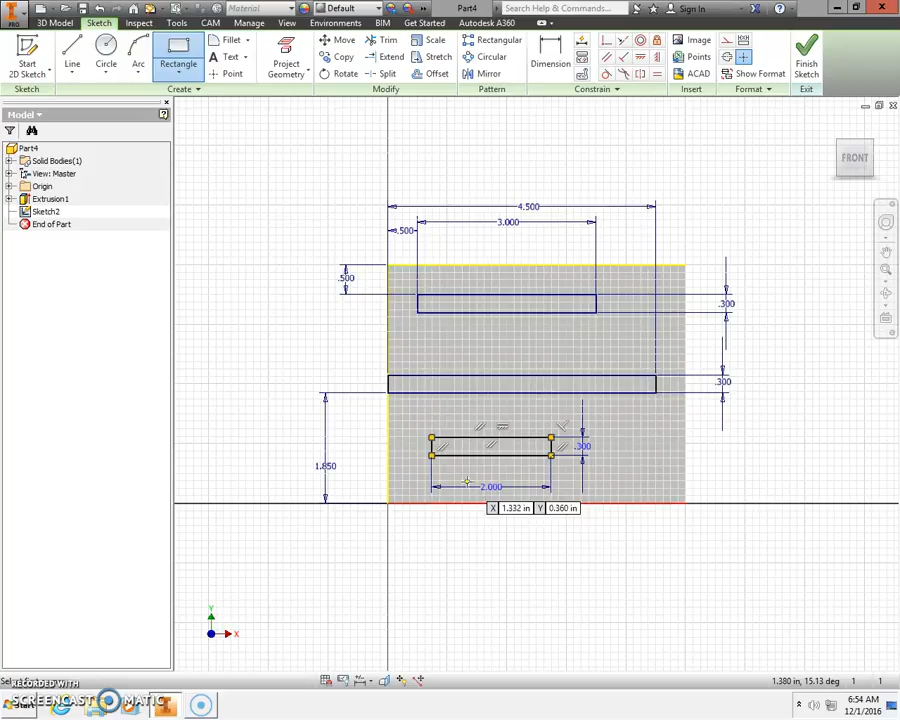 PRO
Material
Default
Part4
Search Help & Commands...
Sign In
3D Model Sketch Inspect Tools CAM Manage View Environments BIM Get Started Autodesk A360
Start
2D Sketch
Line
Circle
Arc
Rectangle
Fillet
Text
Point
Project
Geometry
Move
Copy
Rotate
Trim
Extend
Split
Scale
Stretch
Offset
Rectangular
Circular
Mirror
Dimension
Image
Points
ACAD
Show Format
Finish
Sketch
Sketch Create Modify Pattern Constrain Insert Format Exit
Model
Part4
Solid Bodies(1)
View: Master
Origin
Extrusion1
Sketch2
End of Part
FRONT
4.500
3.000
.500
.500
.300
.300
.300
1.850
2.000
X 1.332 in Y 0.360 in
Y
X
RECORDED WITH
SCREENCAST MATIC
Start
1.380 in, 15.13 deg 1 1
6:54 AM
12/1/2016